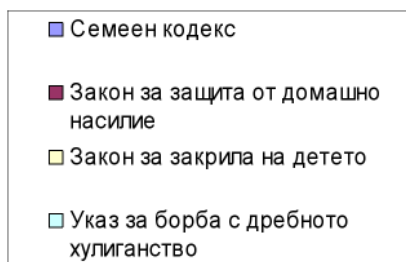 Семеен кодекс
Закон за защита от домашно
насилие
Закон за закрила на детето
Указ за борба с дребното
хулиганство